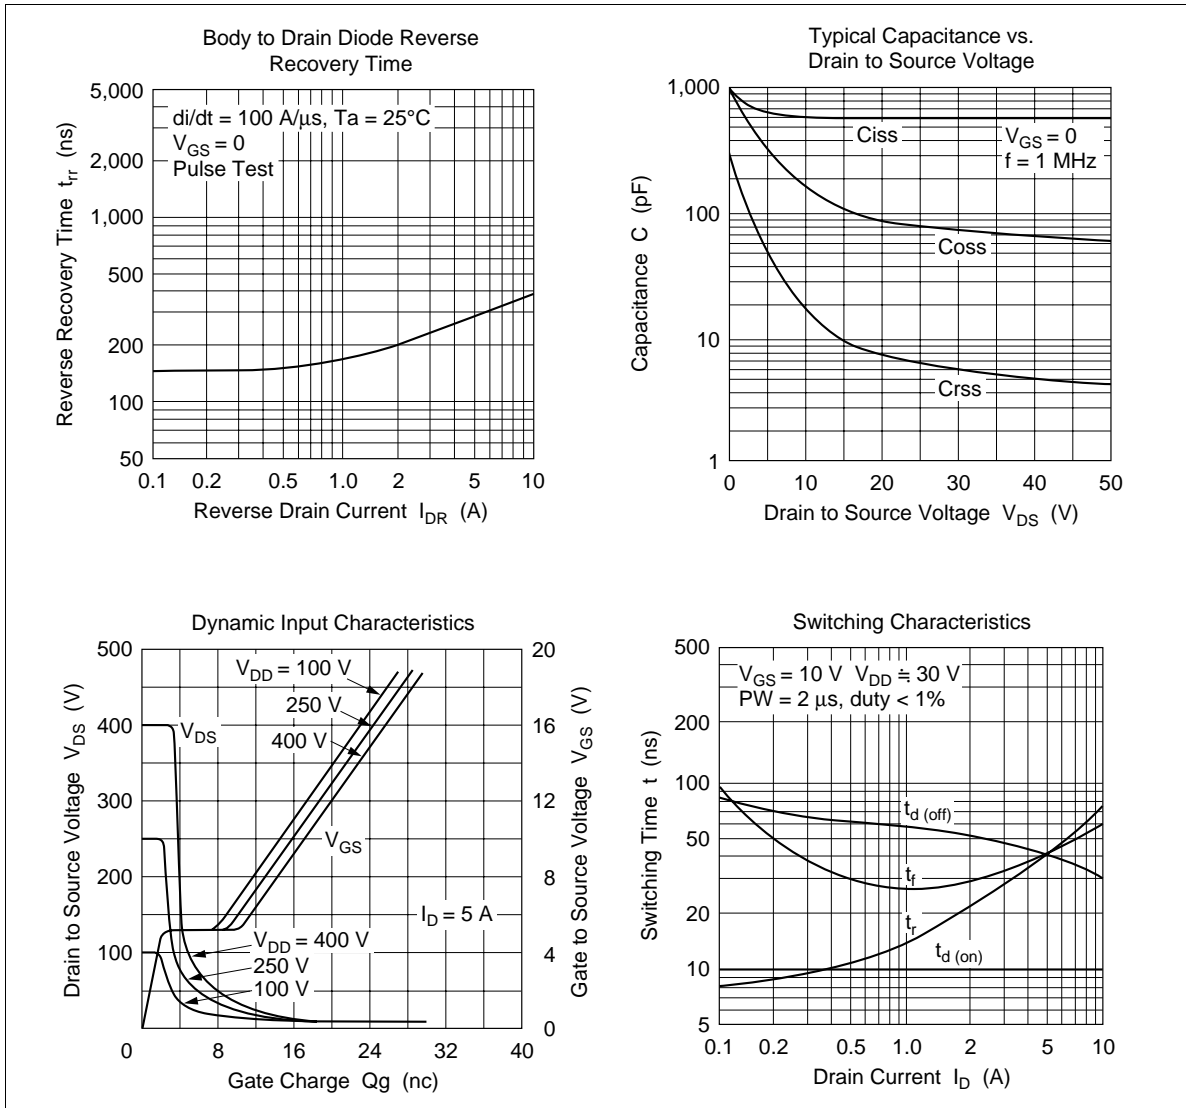 Body to Drain Diode Reverse
Recovery Time
5,000
2,000
1,000
500
200
100
50
Reverse Recovery Time trr (ns)
di/dt = 100 A/µs, Ta = 25°C
VGS = 0
Pulse Test
0.1 0.2 0.5 1.0 2 5 10
Reverse Drain Current IDR (A)
Typical Capacitance vs.
Drain to Source Voltage
1,000
100
10
1
Capacitance C (pF)
Ciss
VGS = 0
f = 1 MHz
Coss
Crss
0 10 20 30 40 50
Drain to Source Voltage VDS (V)
Dynamic Input Characteristics
500
400
300
200
100
Drain to Source Voltage VDS (V)
VDD = 100 V
250 V
400 V
VDS
VGS
ID = 5 A
VDD = 400 V
250 V
100 V
20
16
12
8
4
0
Gate to Source Voltage VGS (V)
0 8 16 24 32 40
Gate Charge Qg (nc)
Switching Characteristics
500
200
100
50
20
10
5
Switching Time t (ns)
VGS = 10 V VDD ≒ 30 V
PW = 2 µs, duty < 1%
td (off)
tf
tr
td (on)
0.1 0.2 0.5 1.0 2 5 10
Drain Current ID (A)